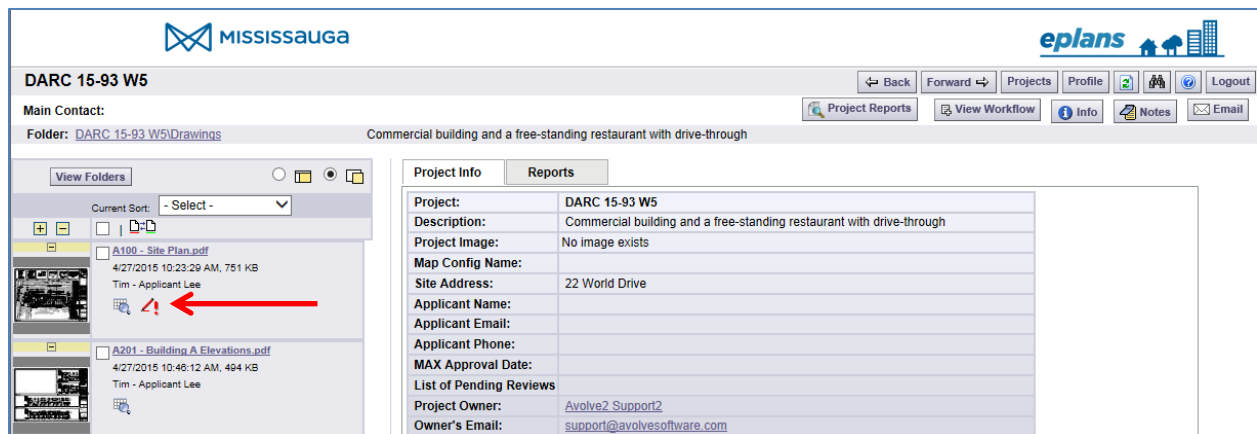 MISSISSAUGA
eplans
DARC 15-93 W5
Back Forward Projects Profile Logout
Main Contact:
Project Reports View Workflow Info Notes Email
Folder: DARC 15-93 W5\Drawings Commercial building and a free-standing restaurant with drive-through
View Folders
Current Sort: - Select -
A100 - Site Plan.pdf
4/27/2015 10:23:29 AM, 751 KB
Tim - Applicant Lee
A201 - Building A Elevations.pdf
4/27/2015 10:46:12 AM, 494 KB
Tim - Applicant Lee
Project Info Reports
Project: DARC 15-93 W5
Description: Commercial building and a free-standing restaurant with drive-through
Project Image: No image exists
Map Config Name:
Site Address: 22 World Drive
Applicant Name:
Applicant Email:
Applicant Phone:
MAX Approval Date:
List of Pending Reviews
Project Owner: Avolve2 Support2
Owner's Email: support@avolvesoftware.com